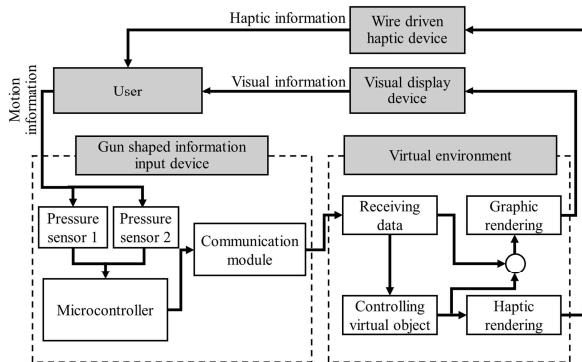 Haptic information
Wire driven
haptic device
Motion
information
User
Visual information
Visual display
device
Gun shaped information
input device
Virtual environment
Pressure
sensor 1
Pressure
sensor 2
Communication
module
Receiving
data
Graphic
rendering
Microcontroller
Controlling
virtual object
Haptic
rendering